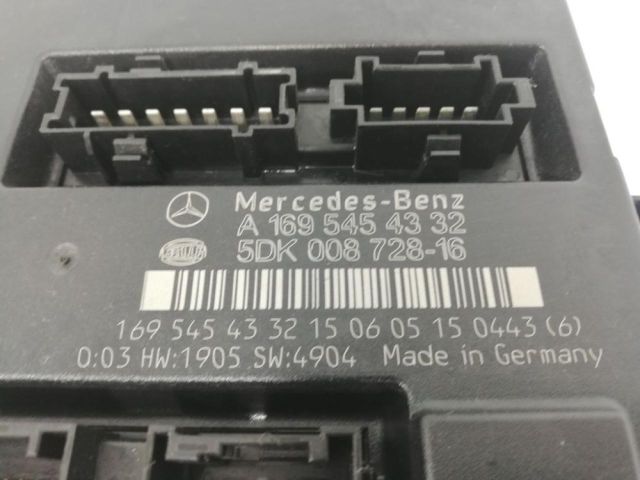 Mercedes-Benz
A 169 545 43 32
HELLA
5DK 008 728-16
169 545 43 32 15 06 05 15 0443 (6)
0:03 HW:1905 SW:4904 Made in Germany